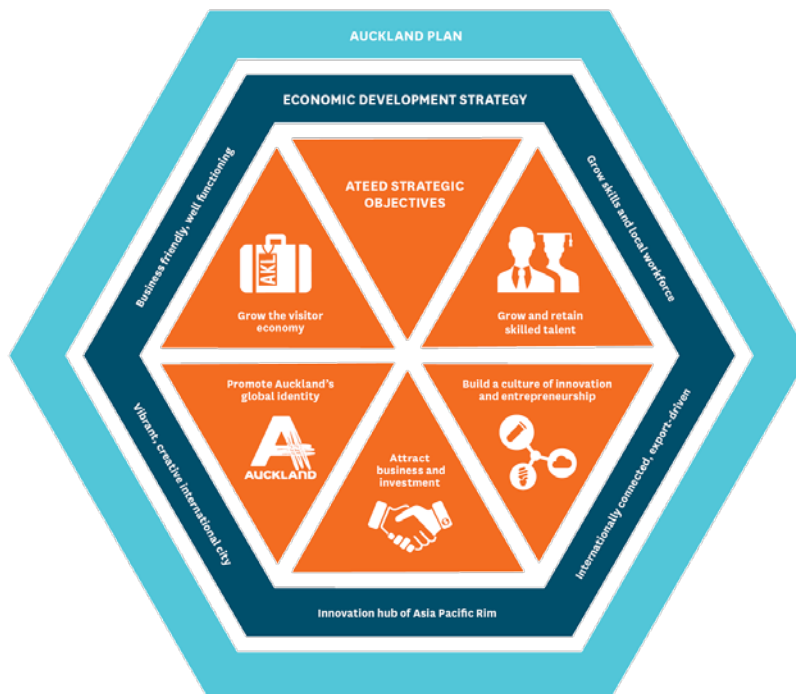 AUCKLAND PLAN
ECONOMIC DEVELOPMENT STRATEGY
Business friendly, well functioning
Grow skills and local workforce
ATEED STRATEGIC
OBJECTIVES
AKL
Grow the visitor
economy
Grow and retain
skilled talent
Promote Auckland's
global identity
AUCKLAND
Attract
business and
investment
Build a culture of innovation
and entrepreneurship
Vibrant, creative international city
Internationally connected, export-driven
Innovation hub of Asia Pacific Rim